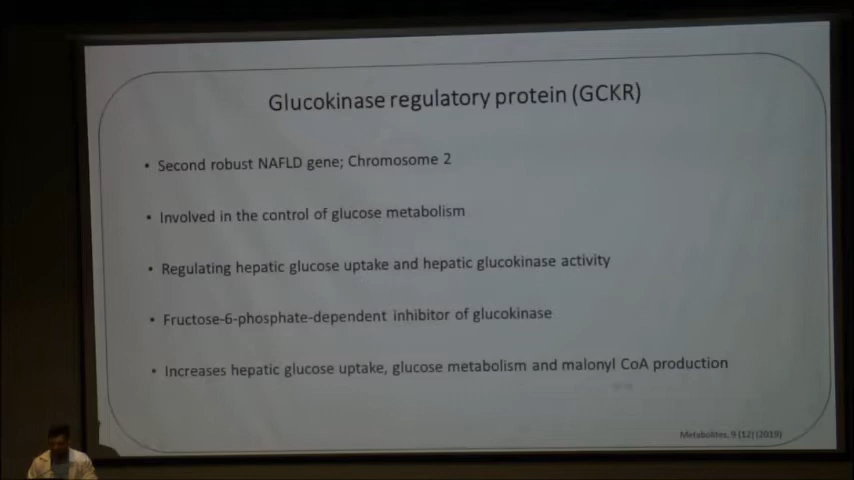 Glucokinase regulatory protein (GCKR)
• Second robust NAFLD gene; Chromosome 2
• Involved in the control of glucose metabolism
• Regulating hepatic glucose uptake and hepatic glucokinase activity
• Fructose-6-phosphate-dependent inhibitor of glucokinase
• Increases hepatic glucose uptake, glucose metabolism and malonyl CoA production
Metabolites, 9 (12) (2019)